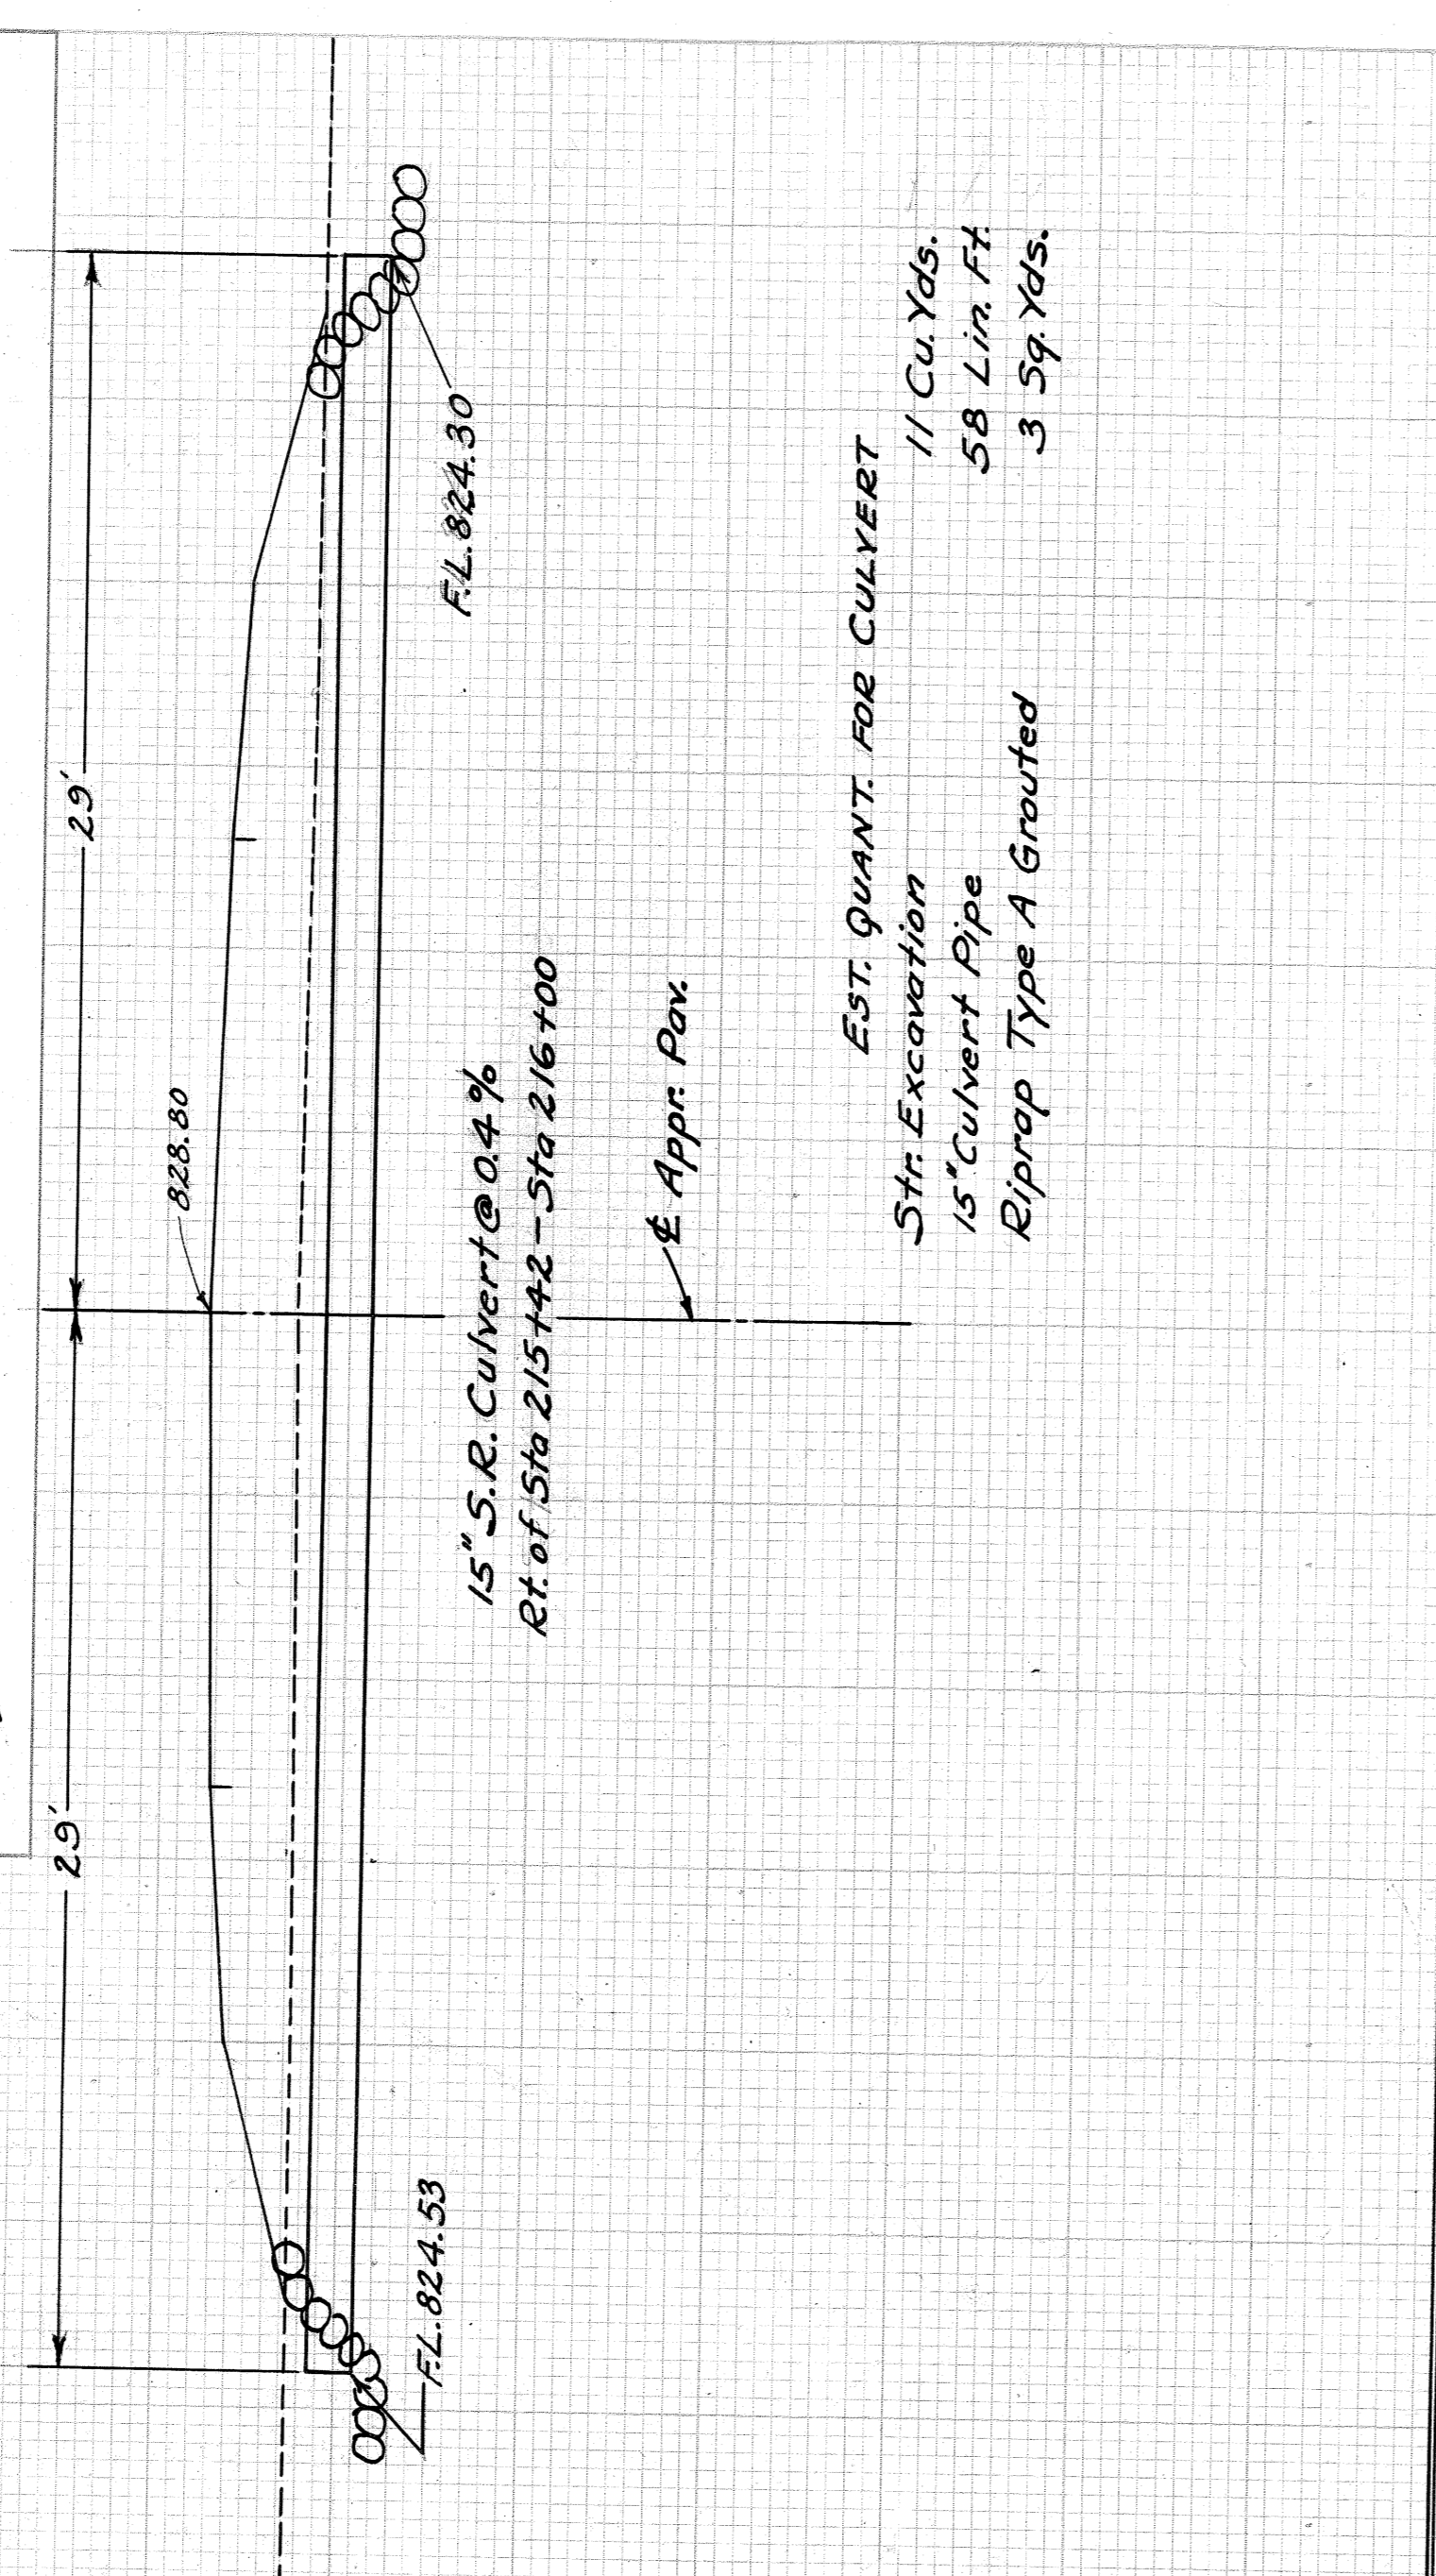 29'
29'
828.80
F.L. 824.53
F.L. 824.30
15" S.R. Culvert @ 0.4%
Rt. of Sta 215+42 - Sta 216+00
℄ Appr. Pav.
EST. QUANT. FOR CULVERT
Str. Excavation 11 Cu. Yds.
15" Culvert Pipe 58 Lin. Ft.
Riprap Type A Grouted 3 Sq. Yds.